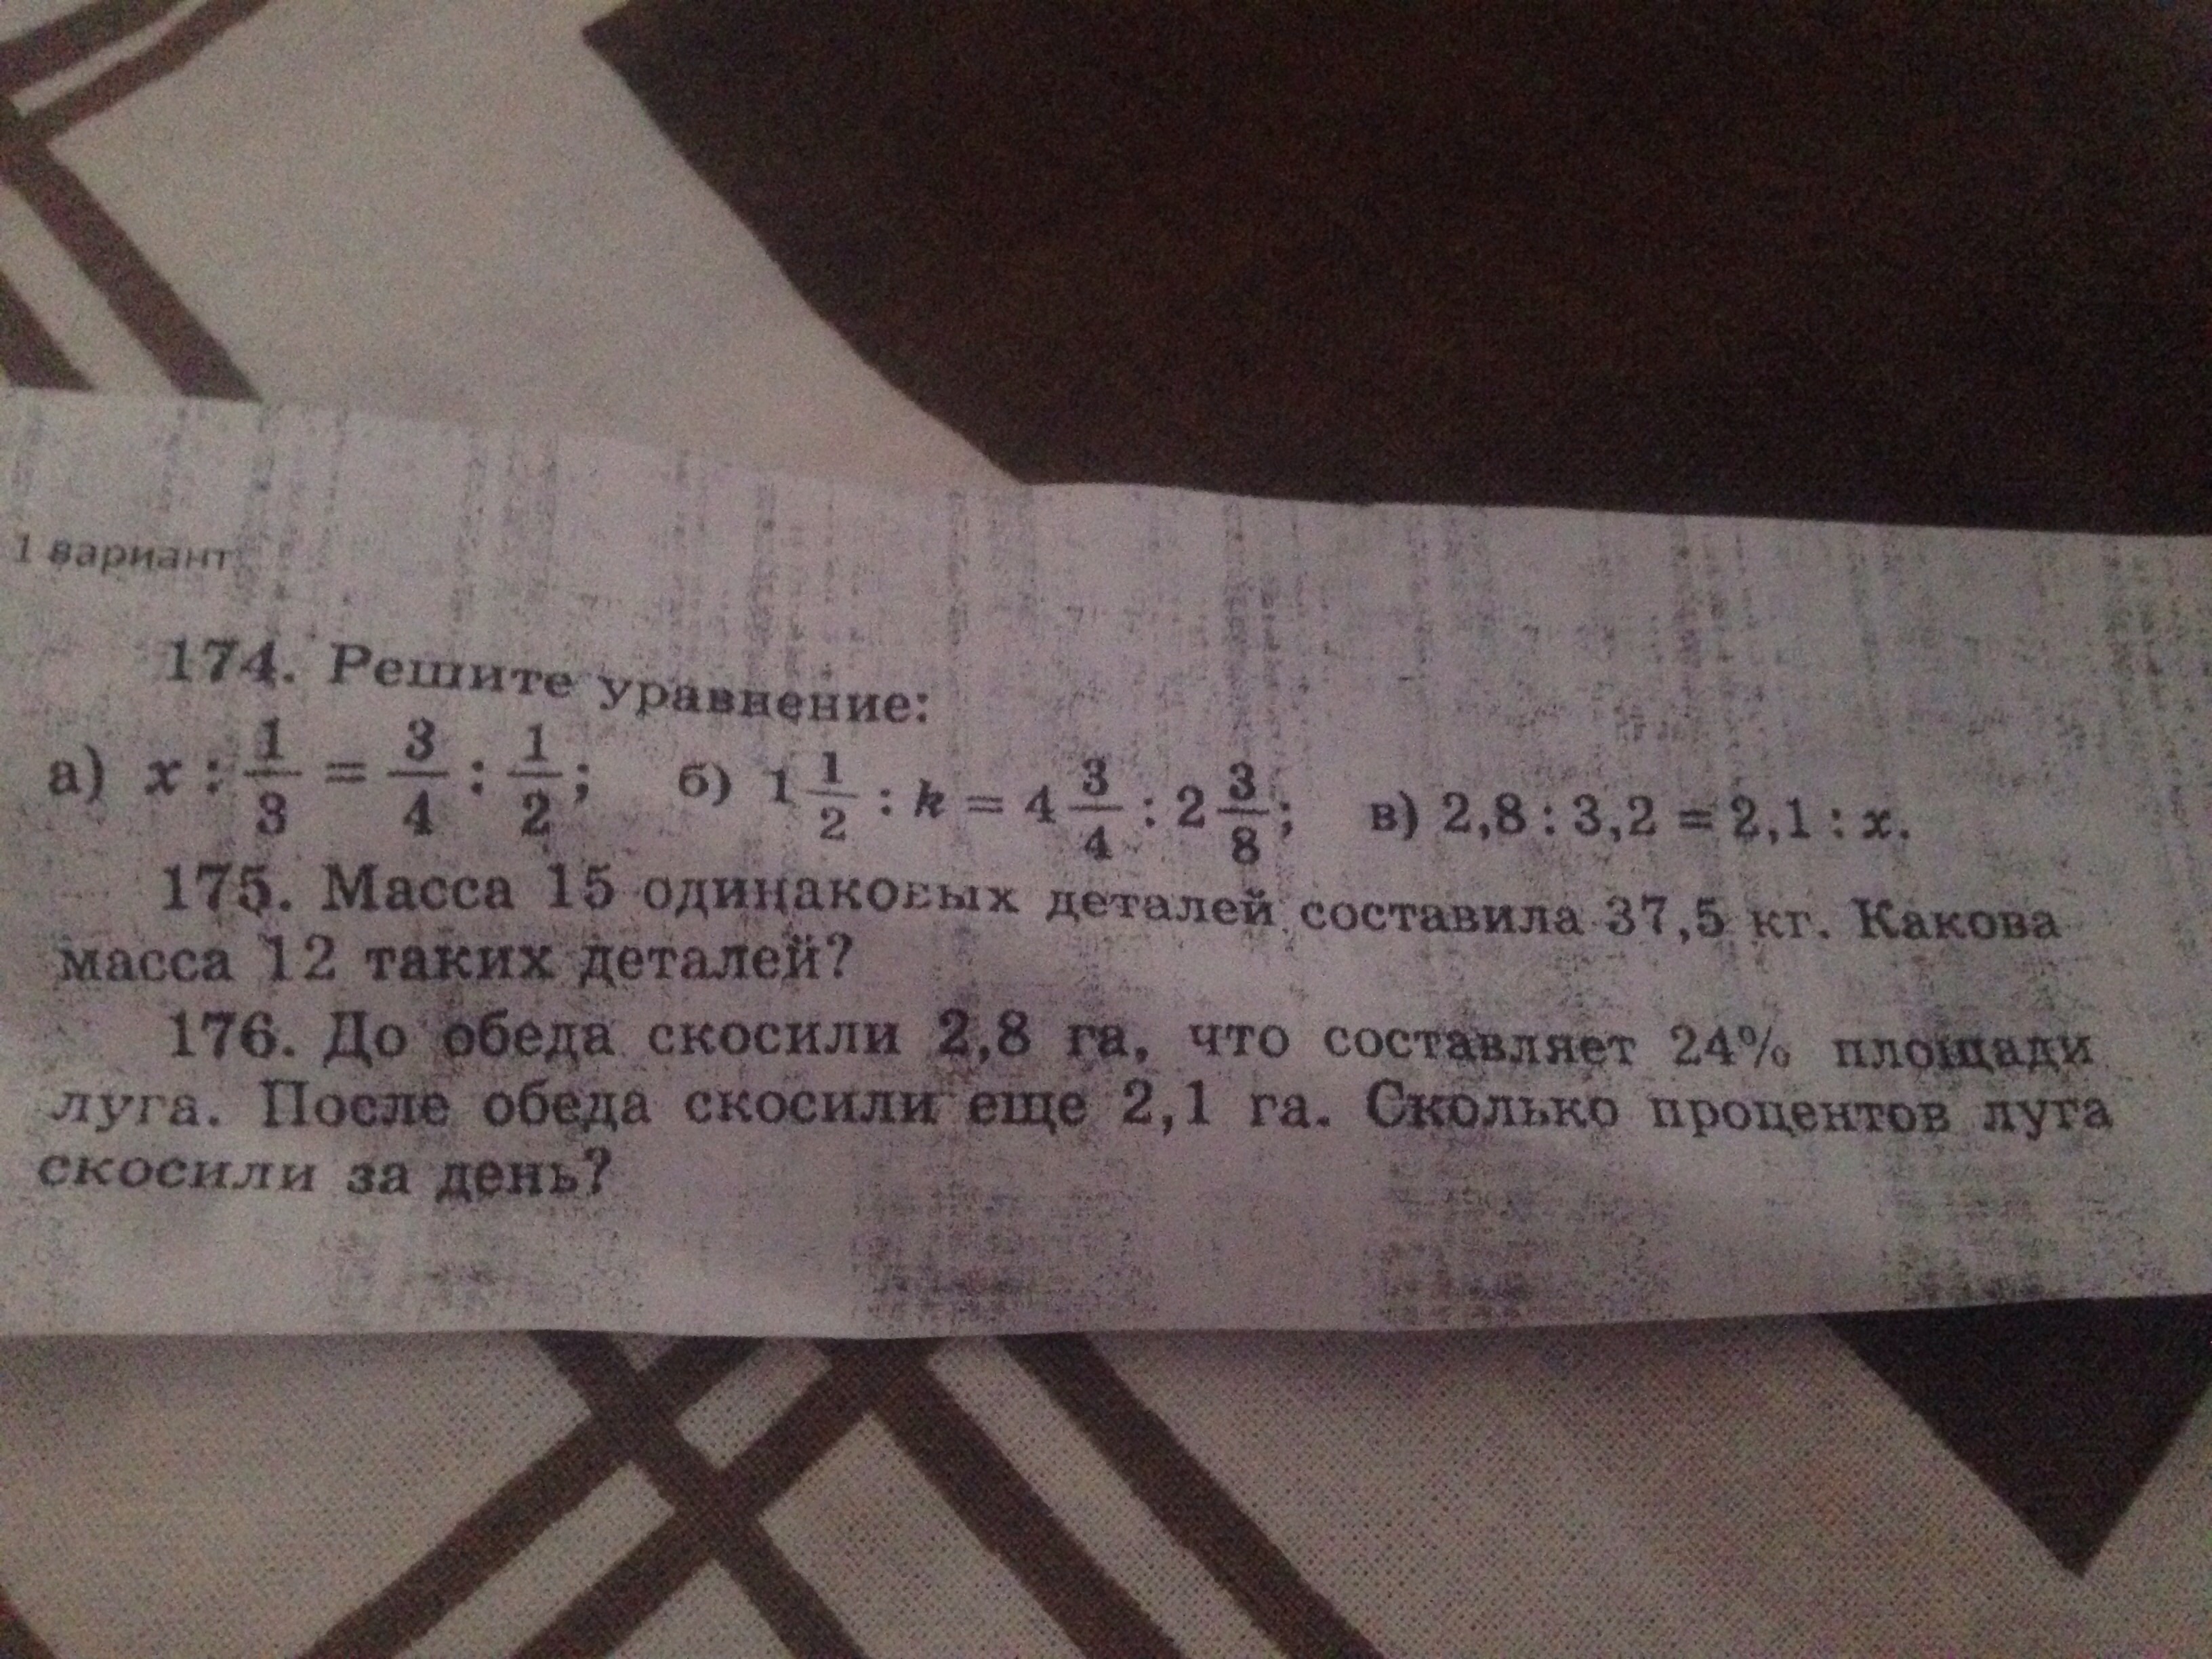 1 вариант
174. Решите уравнение:
а) x : 1/3 = 3/4 : 1/2; б) 1 1/2 : k = 4 3/4 : 2 3/8; в) 2,8 : 3,2 = 2,1 : x.
175. Масса 15 одинаковых деталей составила 37,5 кг. Какова
масса 12 таких деталей?
176. До обеда скосили 2,8 га, что составляет 24% площади
луга. После обеда скосили еще 2,1 га. Сколько процентов луга
скосили за день?